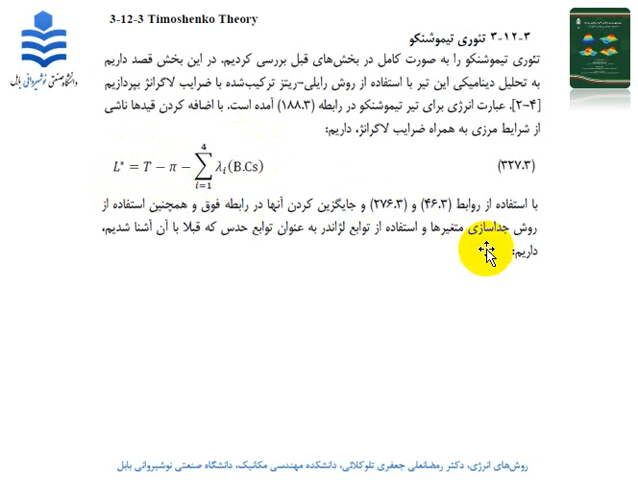 3-12-3 Timoshenko Theory
۳-۱۲-۳ تئوری تیموشنکو
تئوری تیموشنکو را به صورت کامل در بخش‌های قبل بررسی کردیم، در این بخش قصد داریم
به تحلیل دینامیکی این تیر با استفاده از روش رایلی-ریتز ترکیب‌شده با ضرایب لاگرانژ بپردازیم
[۴-۲]. عبارت انرژی برای تیر تیموشنکو در رابطه (۱۸۸.۳) آمده است. با اضافه کردن قیدها ناشی
از شرایط مرزی به همراه ضرایب لاگرانژ، داریم:
L* = T − π − ∑_{i=1}^{4} λ_i(B.Cs) (۳۲۷.۳)
با استفاده از روابط (۴۶.۳) و (۲۷۶.۳) و جایگزین کردن آنها در رابطه فوق و همچنین استفاده از
روش جداسازی متغیرها و استفاده از توابع لژاندر به عنوان توابع حدس که قبلا با آن آشنا شدیم،
داریم:
دانشگاه صنعتی نوشیروانی بابل
روش‌های انرژی، دکتر رمضانعلی جعفری تلوکلائی، دانشکده مهندسی مکانیک، دانشگاه صنعتی نوشیروانی بابل